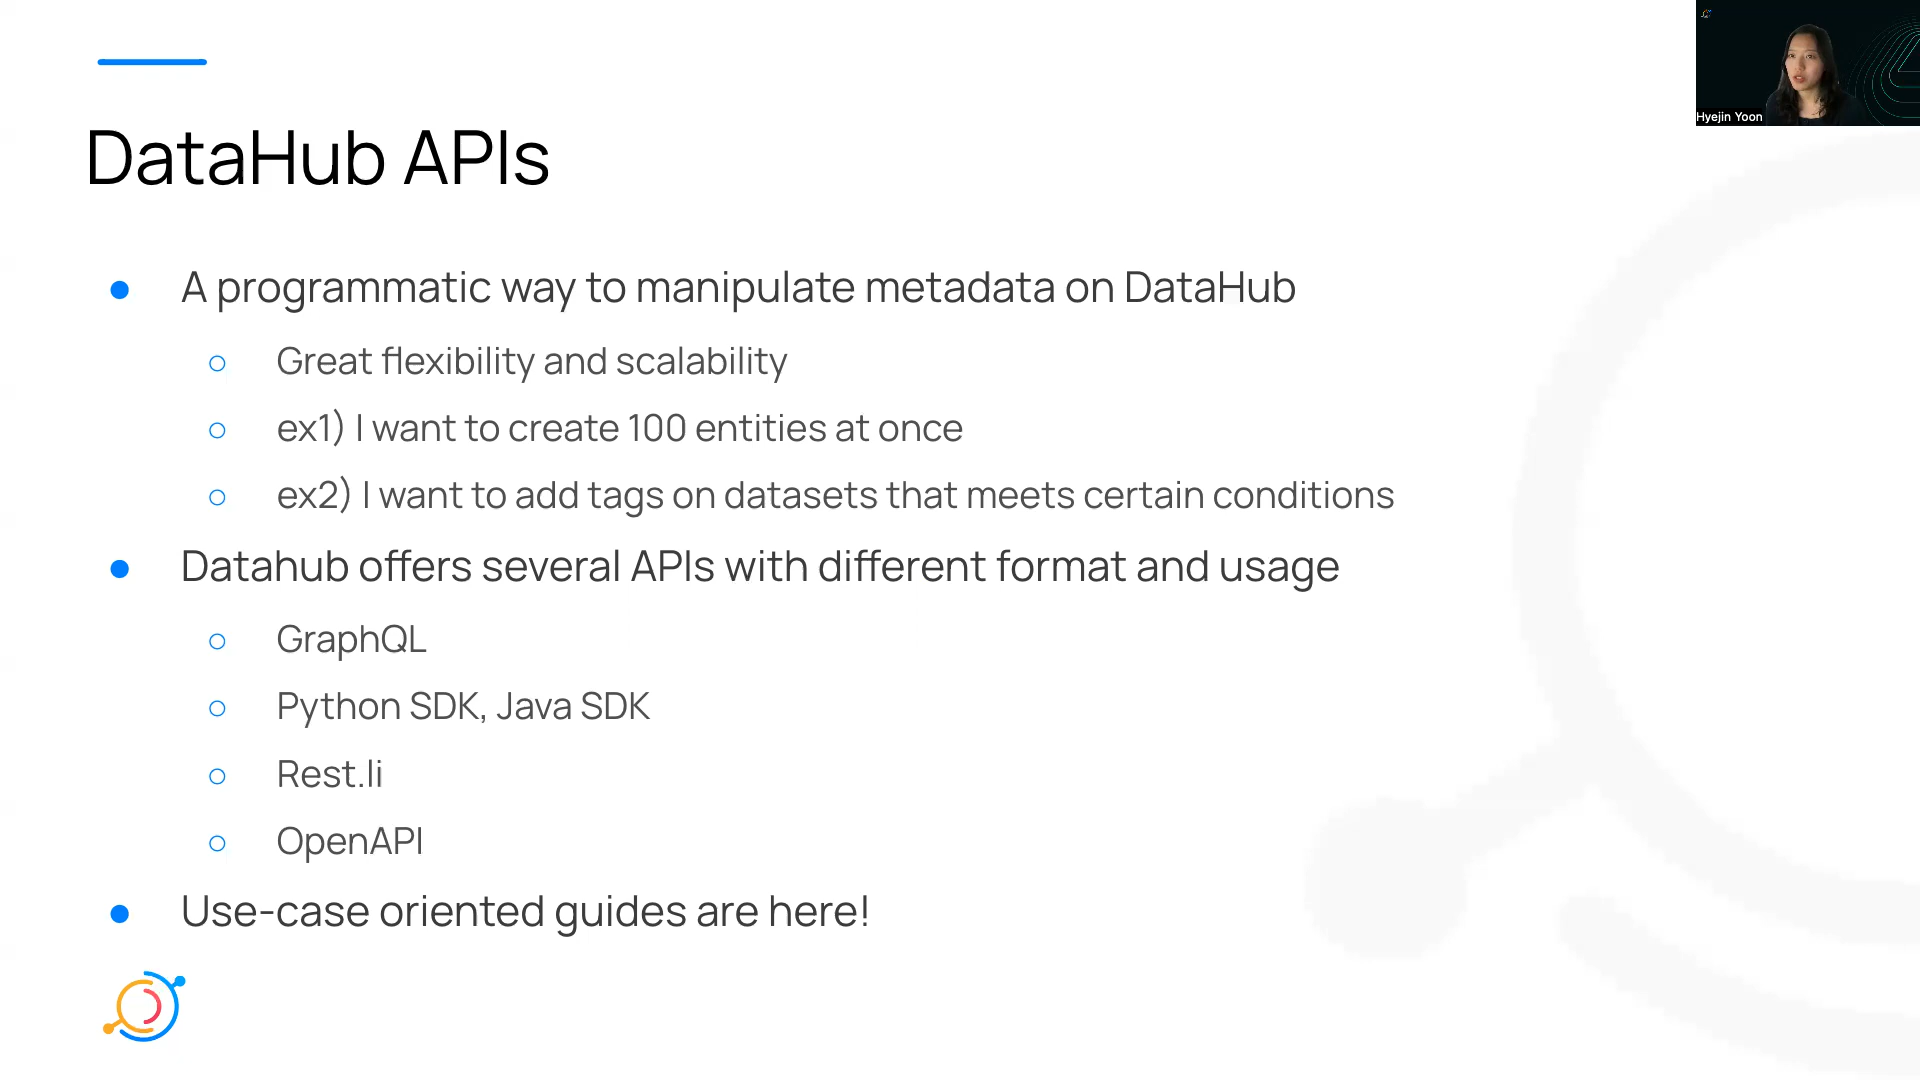 Hyejin Yoon
DataHub APIs
A programmatic way to manipulate metadata on DataHub
Great flexibility and scalability
ex1) I want to create 100 entities at once
ex2) I want to add tags on datasets that meets certain conditions
Datahub offers several APIs with different format and usage
GraphQL
Python SDK, Java SDK
Rest.li
OpenAPI
Use-case oriented guides are here!